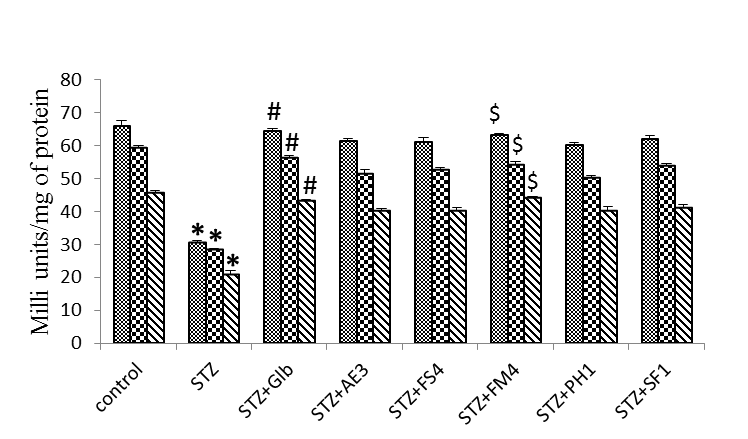 Milli units/mg of protein
80
70
60
50
40
30
20
10
0
# # #
$ $ $
* * *
control
STZ
STZ+Glb
STZ+AE3
STZ+FS4
STZ+FM4
STZ+PH1
STZ+SF1